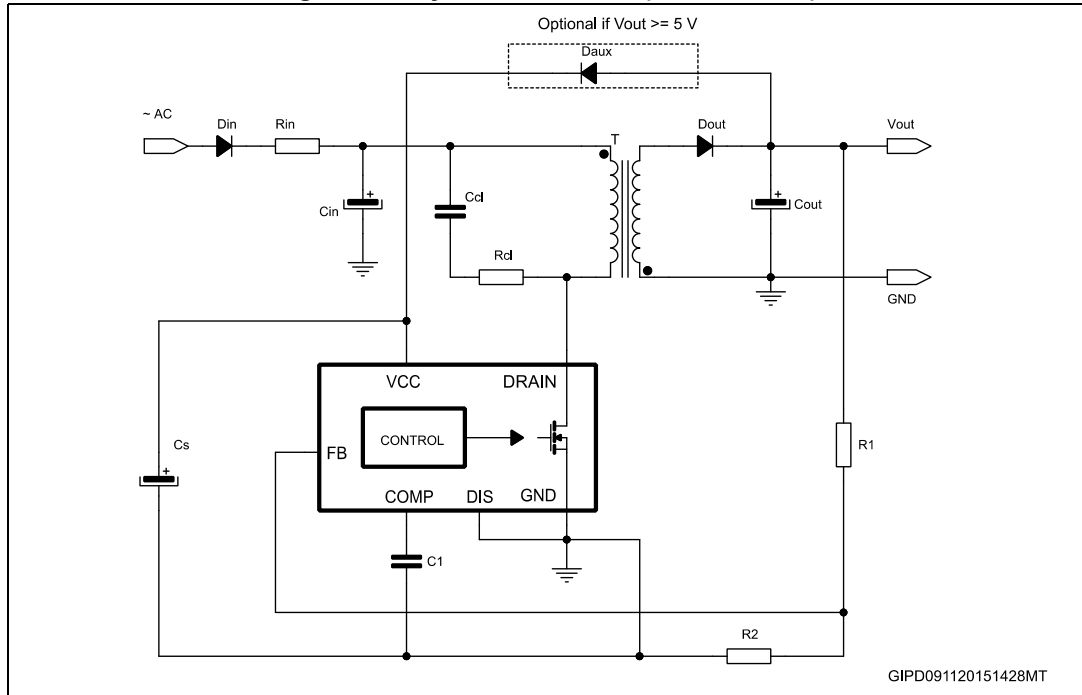 Optional if Vout >= 5 V
Daux
~ AC
Din
Rin
T
Dout
Vout
Cin
+
Ccl
+
Cout
Rcl
GND
VCC
DRAIN
Cs
+
CONTROL
FB
R1
COMP
DIS
GND
C1
R2
GIPD091120151428MT